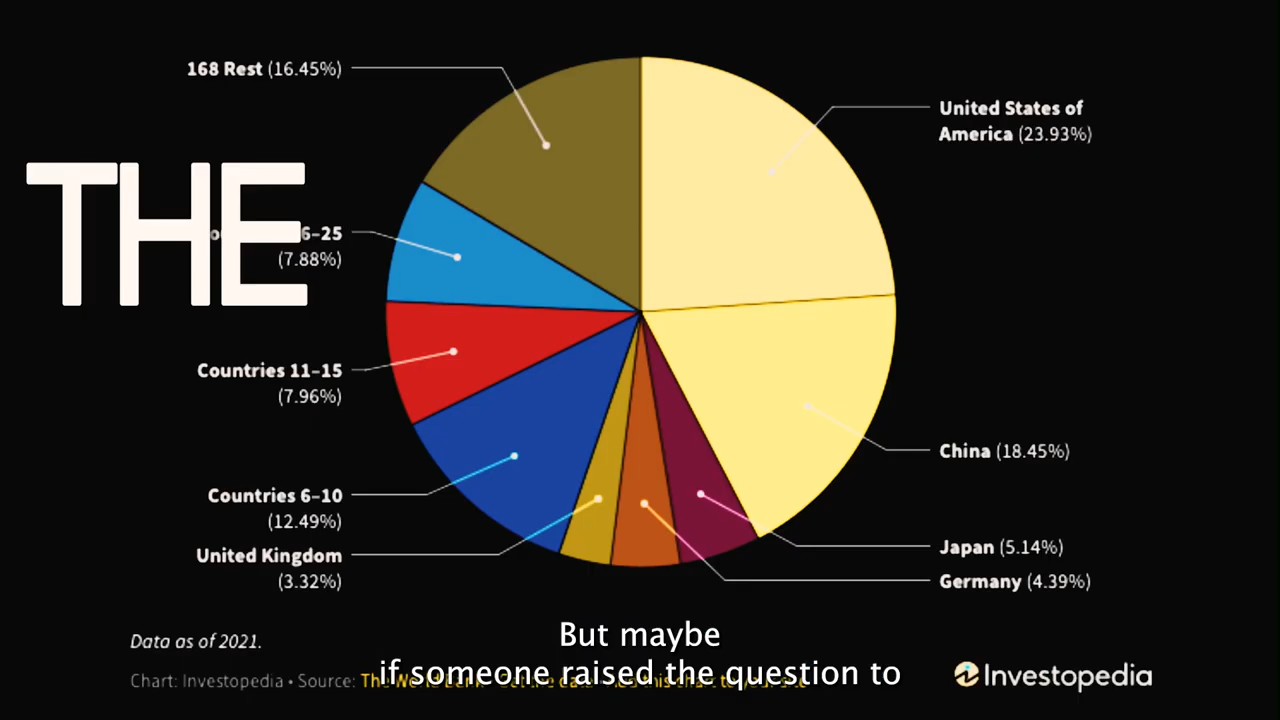 168 Rest (16.45%)
United States of
America (23.93%)
THE
6–25
(7.88%)
Countries 11–15
(7.96%)
China (18.45%)
Countries 6–10
(12.49%)
United Kingdom
(3.32%)
Japan (5.14%)
Germany (4.39%)
Data as of 2021.
But maybe
if someone raised the question to
Chart: Investopedia • Source:
Investopedia